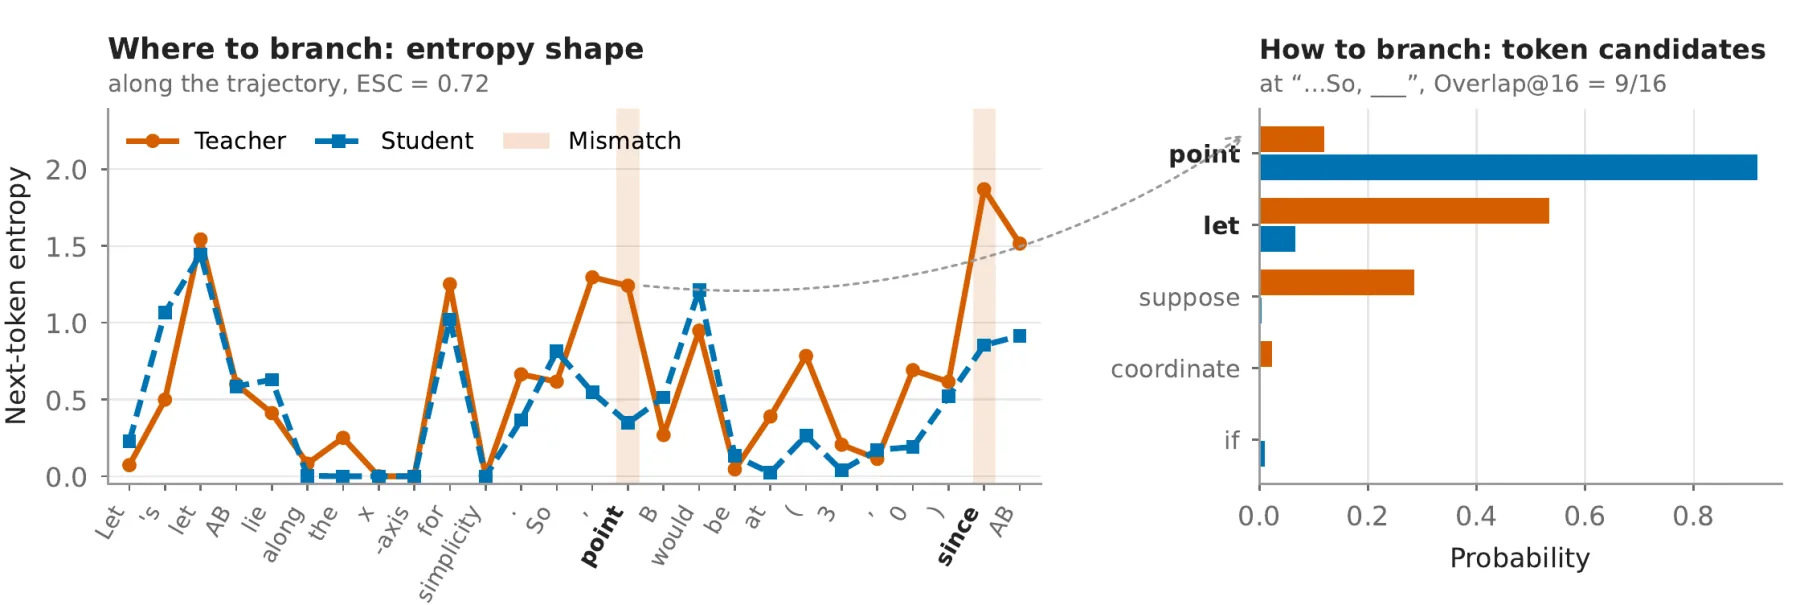 Where to branch: entropy shape
along the trajectory, ESC = 0.72
Teacher
Student
Mismatch
Next-token entropy
2.0
1.5
1.0
0.5
0.0
Let
's
let
AB
lie
along
the
x
-axis
for
simplicity
.
So
,
point
B
would
be
at
(
3
,
0
)
since
AB
How to branch: token candidates
at “...So, ___”, Overlap@16 = 9/16
point
let
suppose
coordinate
if
0.0
0.2
0.4
0.6
0.8
Probability